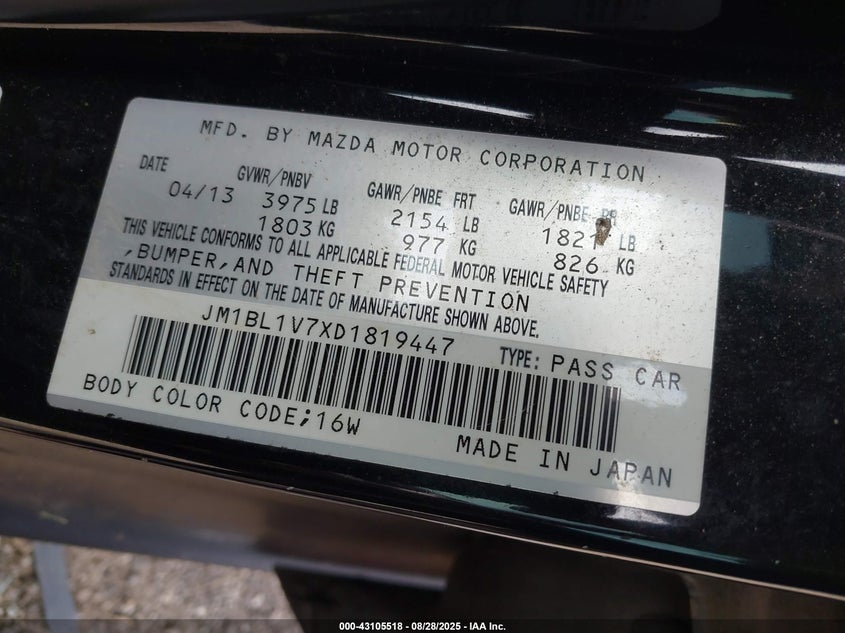 MFD. BY MAZDA MOTOR CORPORATION
DATE GVWR/PNBV GAWR/PNBE FRT GAWR/PNBE RR
04/13 3975 LB 2154 LB 1821 LB
1803 KG 977 KG 826 KG
THIS VEHICLE CONFORMS TO ALL APPLICABLE FEDERAL MOTOR VEHICLE SAFETY
,BUMPER,AND THEFT PREVENTION
STANDARDS IN EFFECT ON THE DATE OF MANUFACTURE SHOWN ABOVE.
JM1BL1V7XD1819447 TYPE: PASS CAR
BODY COLOR CODE;16W
MADE IN JAPAN
000-43105518 - 08/28/2025 - IAA Inc.